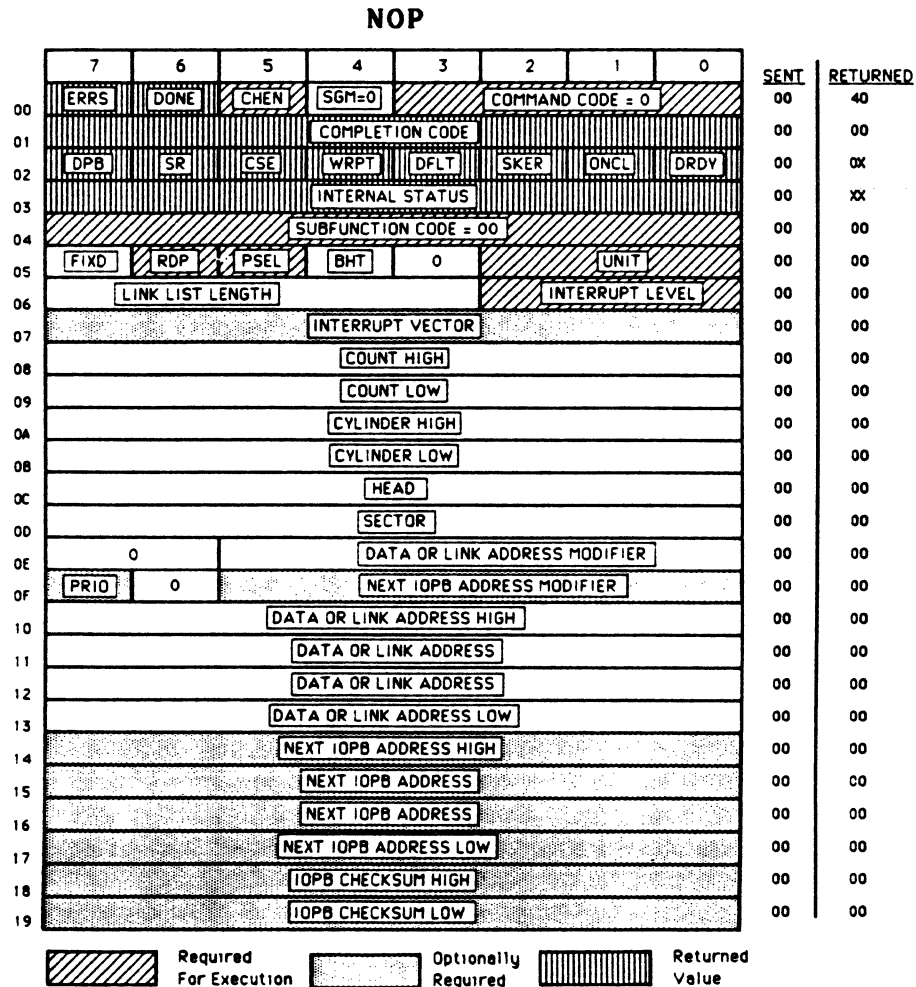 NOP
7 6 5 4 3 2 1 0 SENT RETURNED
00 ERRS DONE CHEN SGM=0 COMMAND CODE = 0 00 40
01 COMPLETION CODE 00 00
02 DPB SR CSE WRPT DFLT SKER ONCL DRDY 00 0X
03 INTERNAL STATUS 00 XX
04 SUBFUNCTION CODE = 00 00 00
05 FIXD RDP PSEL BHT 0 UNIT 00 00
06 LINK LIST LENGTH INTERRUPT LEVEL 00 00
07 INTERRUPT VECTOR 00 00
08 COUNT HIGH 00 00
09 COUNT LOW 00 00
0A CYLINDER HIGH 00 00
0B CYLINDER LOW 00 00
0C HEAD 00 00
0D SECTOR 00 00
0E 0 DATA OR LINK ADDRESS MODIFIER 00 00
0F PRIO 0 NEXT IOPB ADDRESS MODIFIER 00 00
10 DATA OR LINK ADDRESS HIGH 00 00
11 DATA OR LINK ADDRESS 00 00
12 DATA OR LINK ADDRESS 00 00
13 DATA OR LINK ADDRESS LOW 00 00
14 NEXT IOPB ADDRESS HIGH 00 00
15 NEXT IOPB ADDRESS 00 00
16 NEXT IOPB ADDRESS 00 00
17 NEXT IOPB ADDRESS LOW 00 00
18 IOPB CHECKSUM HIGH 00 00
19 IOPB CHECKSUM LOW 00 00
Required For Execution
Optionally Required
Returned Value